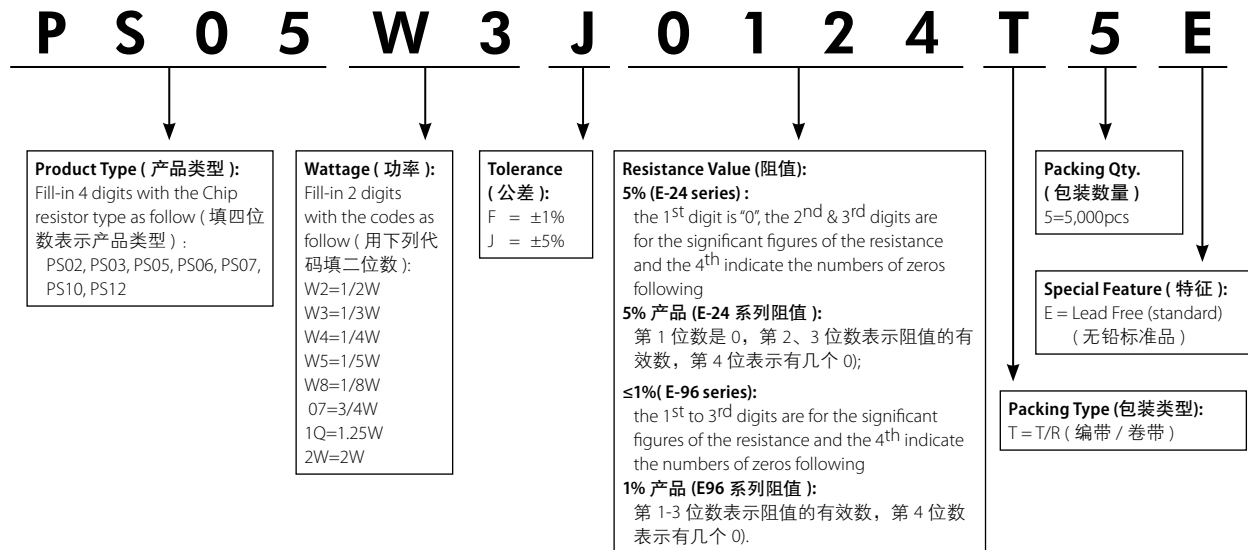 P S 0 5 W 3 J 0 1 2 4 T 5 E
Product Type ( 产品类型 ):
Fill-in 4 digits with the Chip
resistor type as follow ( 填四位
数表示产品类型 ) :
PS02, PS03, PS05, PS06, PS07,
PS10, PS12
Wattage ( 功率 ):
Fill-in 2 digits
with the codes as
follow ( 用下列代
码填二位数 ):
W2=1/2W
W3=1/3W
W4=1/4W
W5=1/5W
W8=1/8W
07=3/4W
1Q=1.25W
2W=2W
Tolerance
( 公差 ):
F = ±1%
J = ±5%
Resistance Value (阻值):
5% (E-24 series) :
the 1st digit is "0", the 2nd & 3rd digits are
for the significant figures of the resistance
and the 4th indicate the numbers of zeros
following
5% 产品 (E-24 系列阻值 ):
第 1 位数是 0，第 2、3 位数表示阻值的有
效数，第 4 位表示有几个 0);
≤1%( E-96 series):
the 1st to 3rd digits are for the significant
figures of the resistance and the 4th indicate
the numbers of zeros following
1% 产品 (E96 系列阻值 ):
第 1-3 位数表示阻值的有效数，第 4 位数
表示有几个 0).
Packing Qty.
( 包装数量 )
5=5,000pcs
Special Feature ( 特征 ):
E = Lead Free (standard)
( 无铅标准品 )
Packing Type (包装类型):
T = T/R ( 编带 / 卷带 )